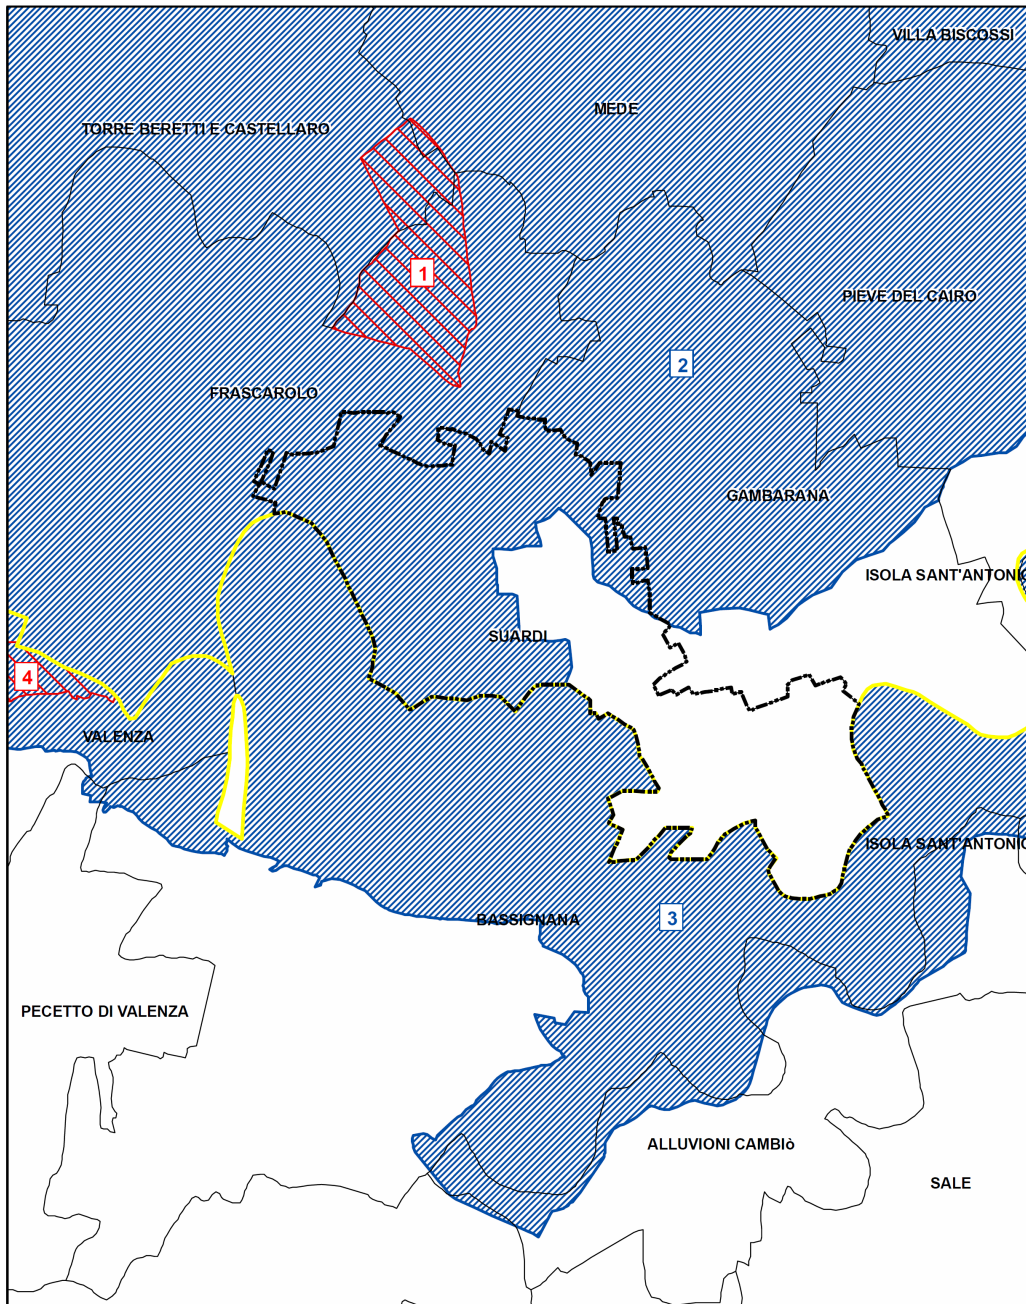 VILLA BISCOSSI
MEDE
TORRE BERETTI E CASTELLARO
1
PIEVE DEL CAIRO
2
FRASCAROLO
GAMBARANA
ISOLA SANT'ANTONIO
SUARDI
4
VALENZA
ISOLA SANT'ANTONIO
BASSIGNANA
3
PECETTO DI VALENZA
ALLUVIONI CAMBIò
SALE